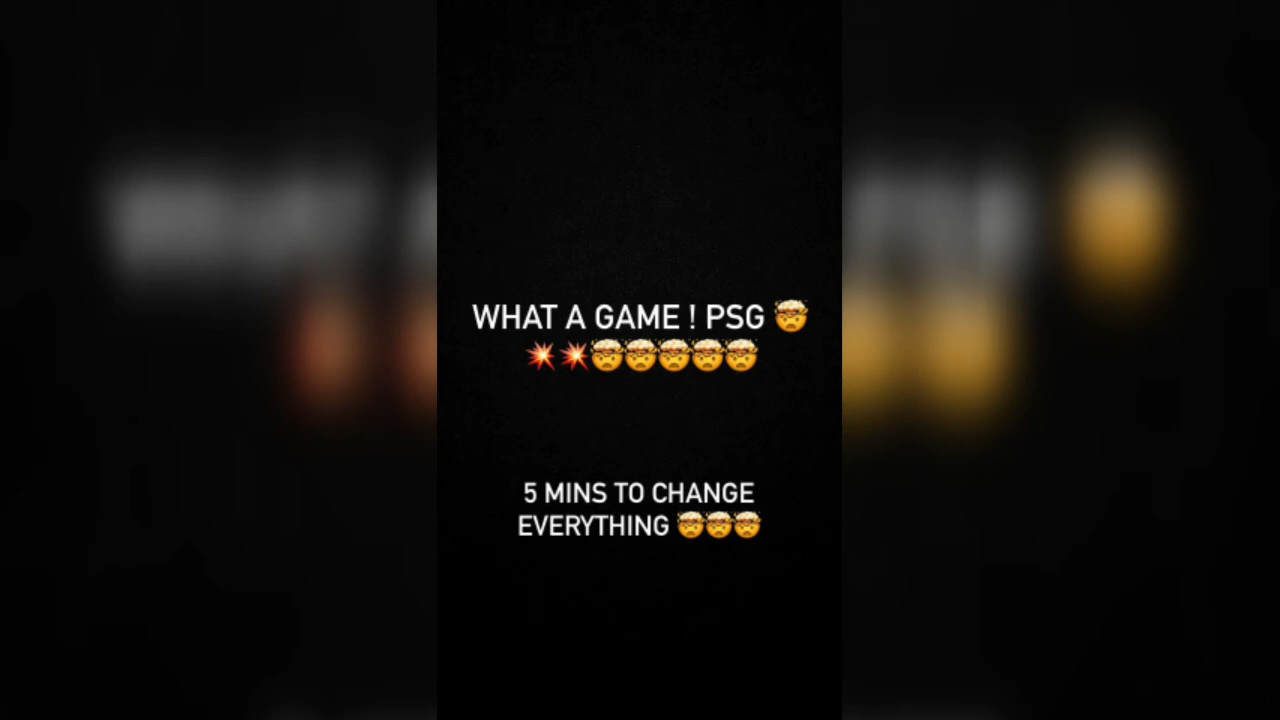 WHAT A GAME ! PSG 🤯
💥💥🤯🤯🤯🤯🤯
5 MINS TO CHANGE
EVERYTHING 🤯🤯🤯